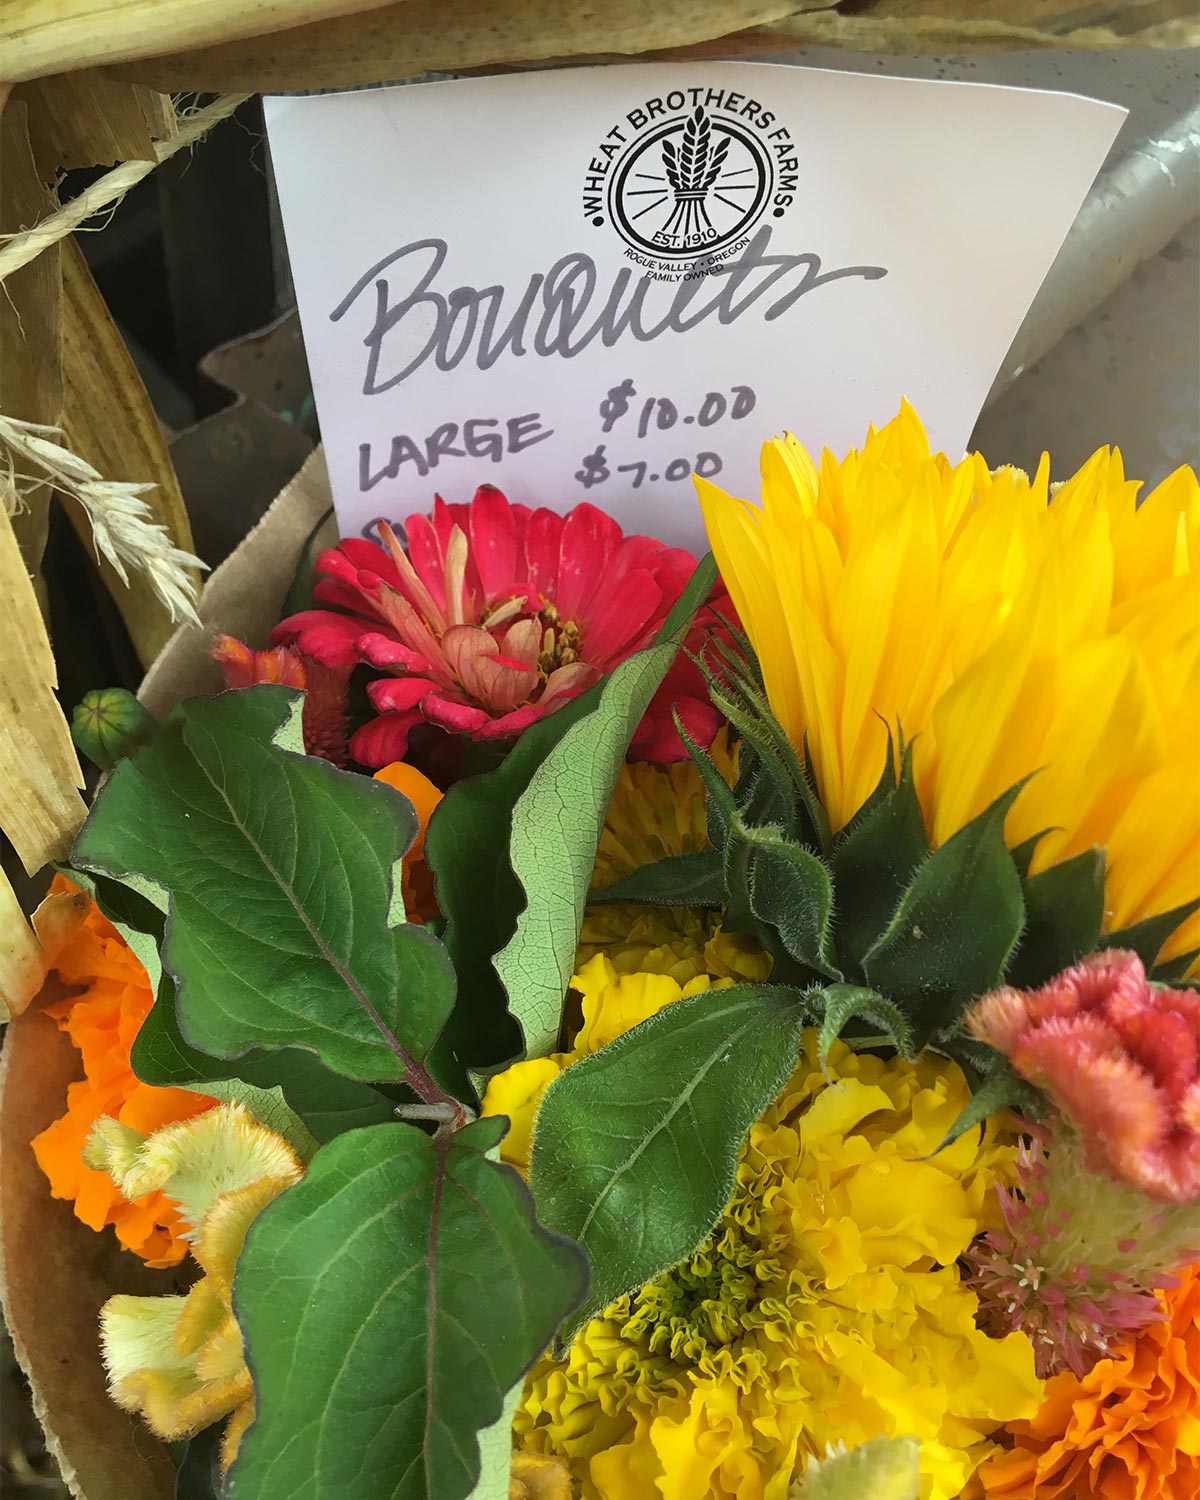 WHEAT BROTHERS FARMS
EST. 1910
ROGUE VALLEY • OREGON
FAMILY OWNED
Bouquets
LARGE $10.00
$7.00